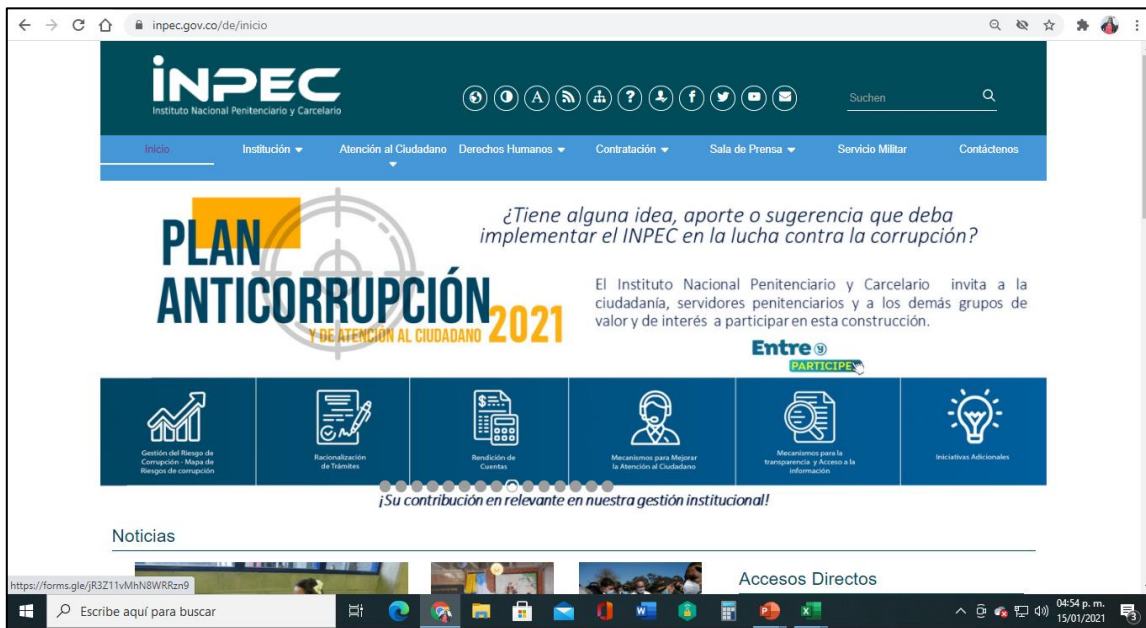 inpec.gov.co/de/inicio
INPEC
Instituto Nacional Penitenciario y Carcelario
Suchen
Inicio
Institución
Atención al Ciudadano
Derechos Humanos
Contratación
Sala de Prensa
Servicio Militar
Contáctenos
PLAN
ANTICORRUPCIÓN
Y DE ATENCIÓN AL CIUDADANO 2021
¿Tiene alguna idea, aporte o sugerencia que deba
implementar el INPEC en la lucha contra la corrupción?
El Instituto Nacional Penitenciario y Carcelario invita a la
ciudadanía, servidores penitenciarios y a los demás grupos de
valor y de interés a participar en esta construcción.
Entre y
PARTICIPE
Gestión del Riesgo de
Corrupción - Mapa de
Riesgos de corrupción
Racionalización
de Trámites
Rendición de
Cuentas
Mecanismos para Mejorar
la Atención al Ciudadano
Mecanismos para la
transparencia y Acceso a la
información
Iniciativas Adicionales
¡Su contribución en relevante en nuestra gestión institucional!
Noticias
Accesos Directos
https://forms.gle/jR3Z11vMhN8WRRzn9
Escribe aquí para buscar
04:54 p. m.
15/01/2021
3